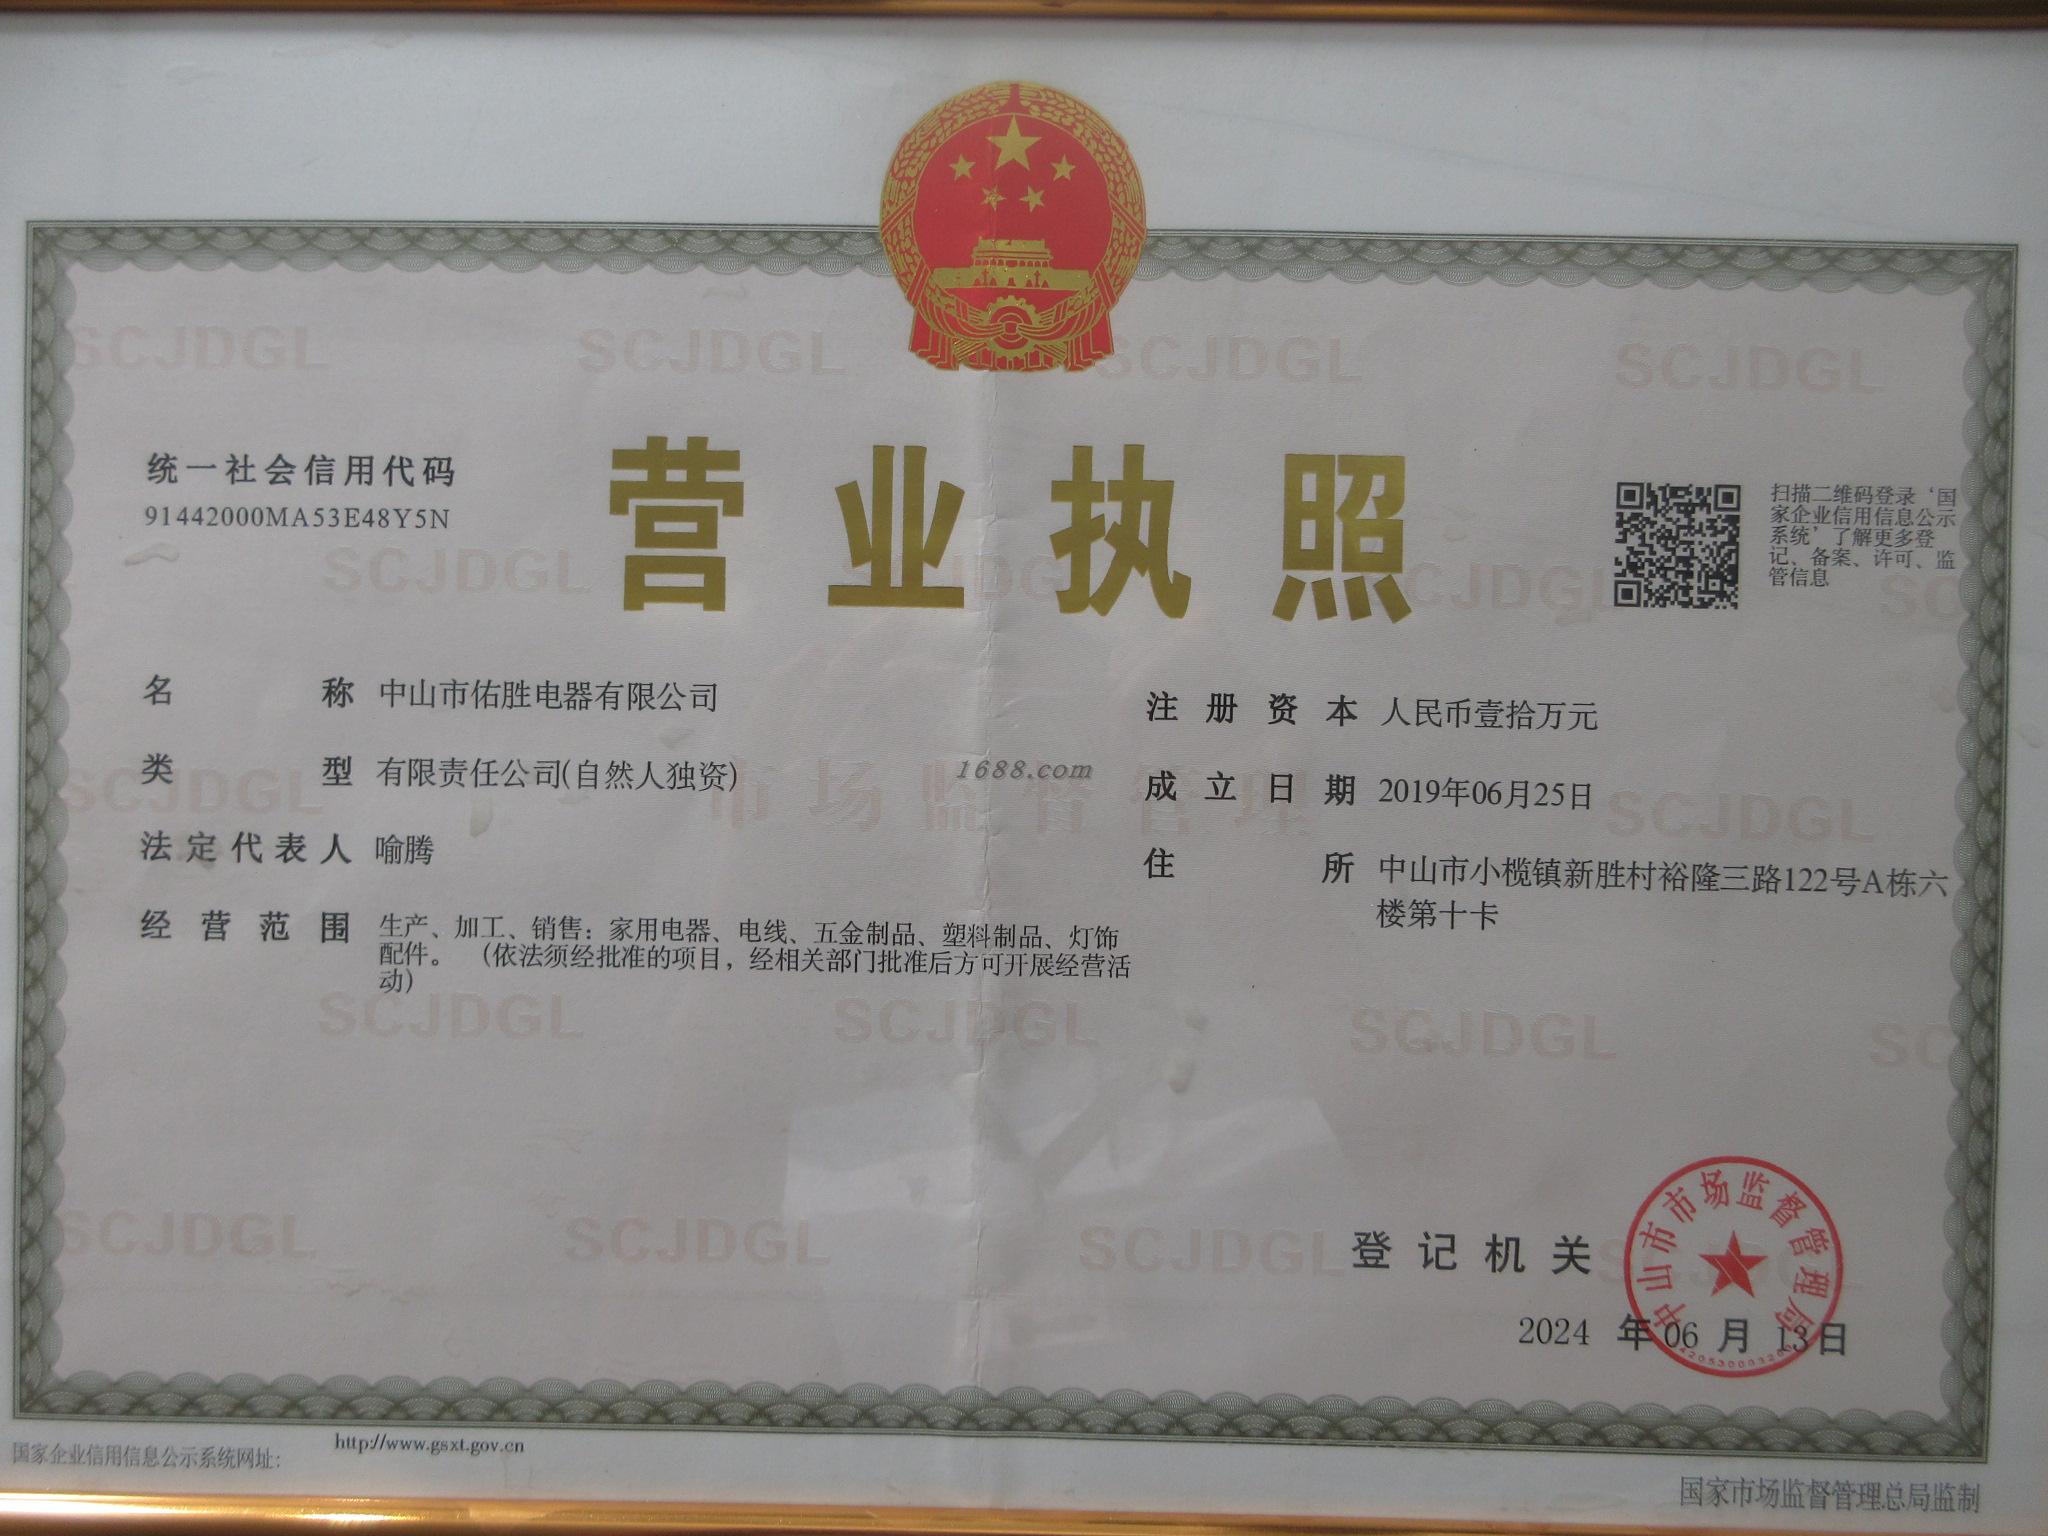 营业执照
统一社会信用代码
91442000MA53E48Y5N
扫描二维码登录‘国
家企业信用信息公示
系统’了解更多登
记、备案、许可、监
管信息
名称 中山市佑胜电器有限公司
类型 有限责任公司(自然人独资)
法定代表人 喻腾
经营范围 生产、加工、销售：家用电器、电线、五金制品、塑料制品、灯饰
配件。（依法须经批准的项目，经相关部门批准后方可开展经营活
动）
注册资本 人民币壹拾万元
成立日期 2019年06月25日
住所 中山市小榄镇新胜村裕隆三路122号A栋六
楼第十卡
1688.com
市场监督管理
SCJDGL
登记机关
中山市市场监督管理局
2024年06月13日
国家企业信用信息公示系统网址：
http://www.gsxt.gov.cn
国家市场监督管理总局监制